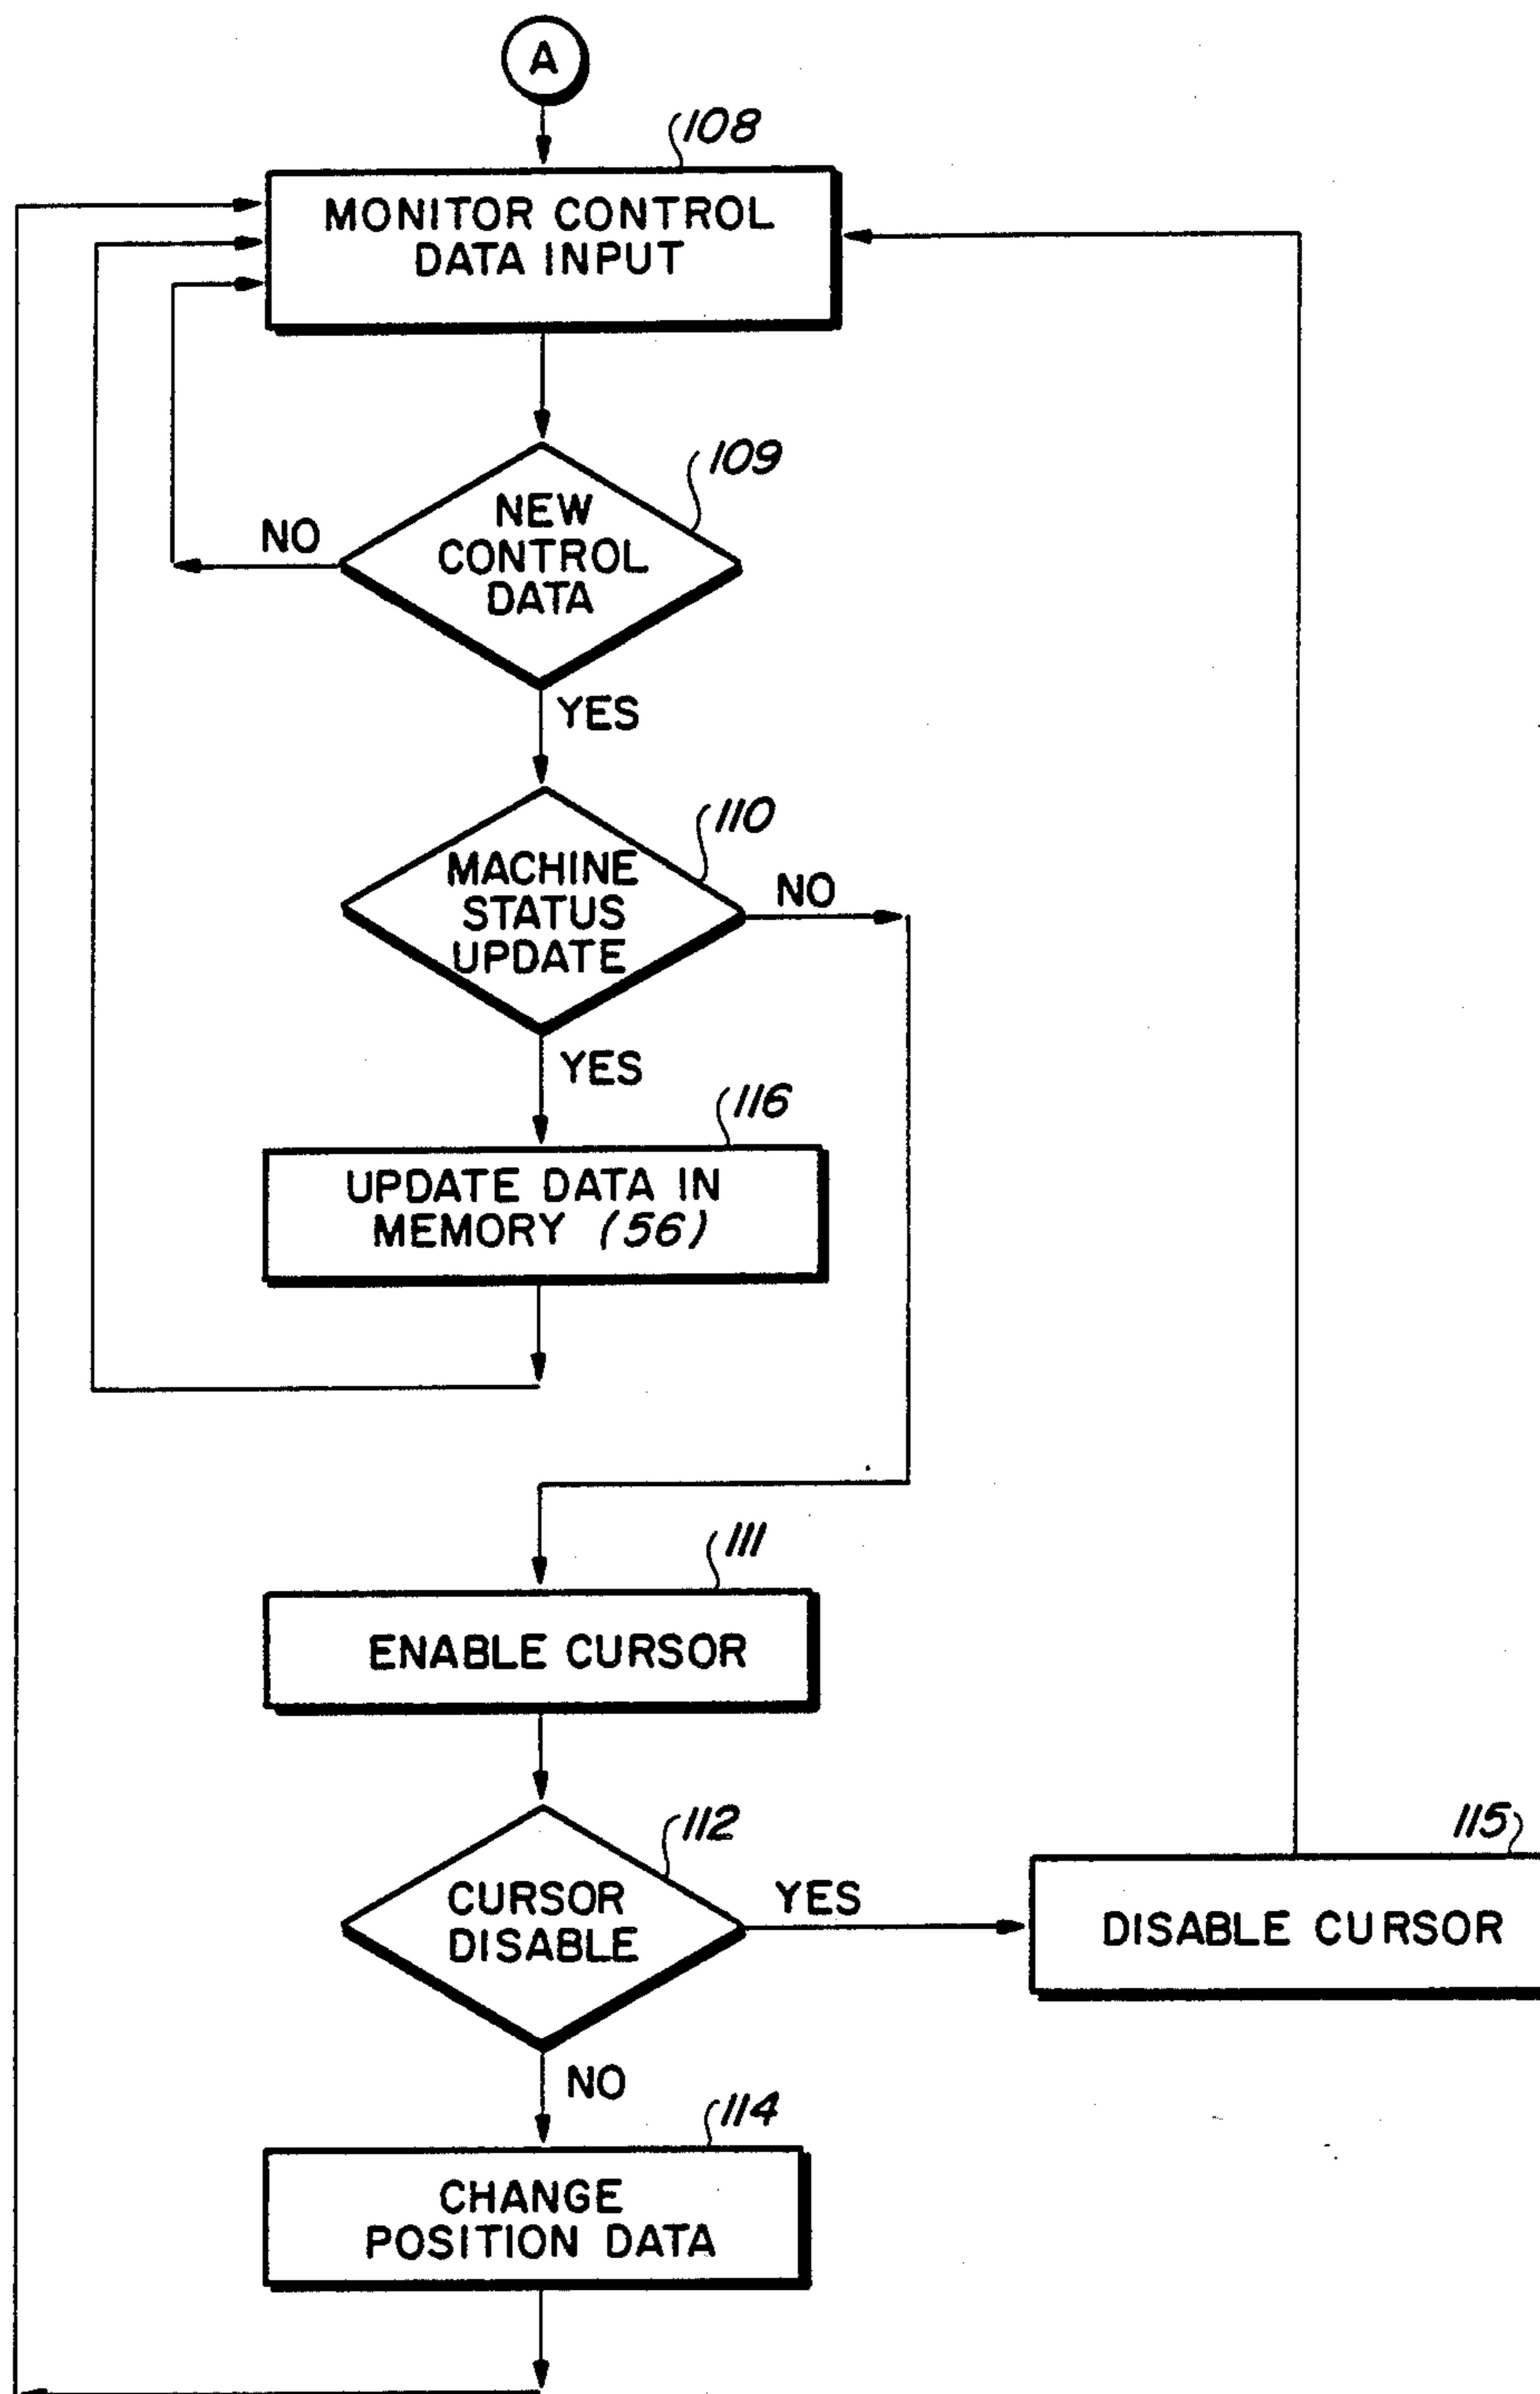 A
108
MONITOR CONTROL
DATA INPUT
109
NEW
CONTROL
DATA
NO
YES
110
MACHINE
STATUS
UPDATE
NO
YES
116
UPDATE DATA IN
MEMORY (56)
111
ENABLE CURSOR
112
CURSOR
DISABLE
YES
115
DISABLE CURSOR
NO
114
CHANGE
POSITION DATA